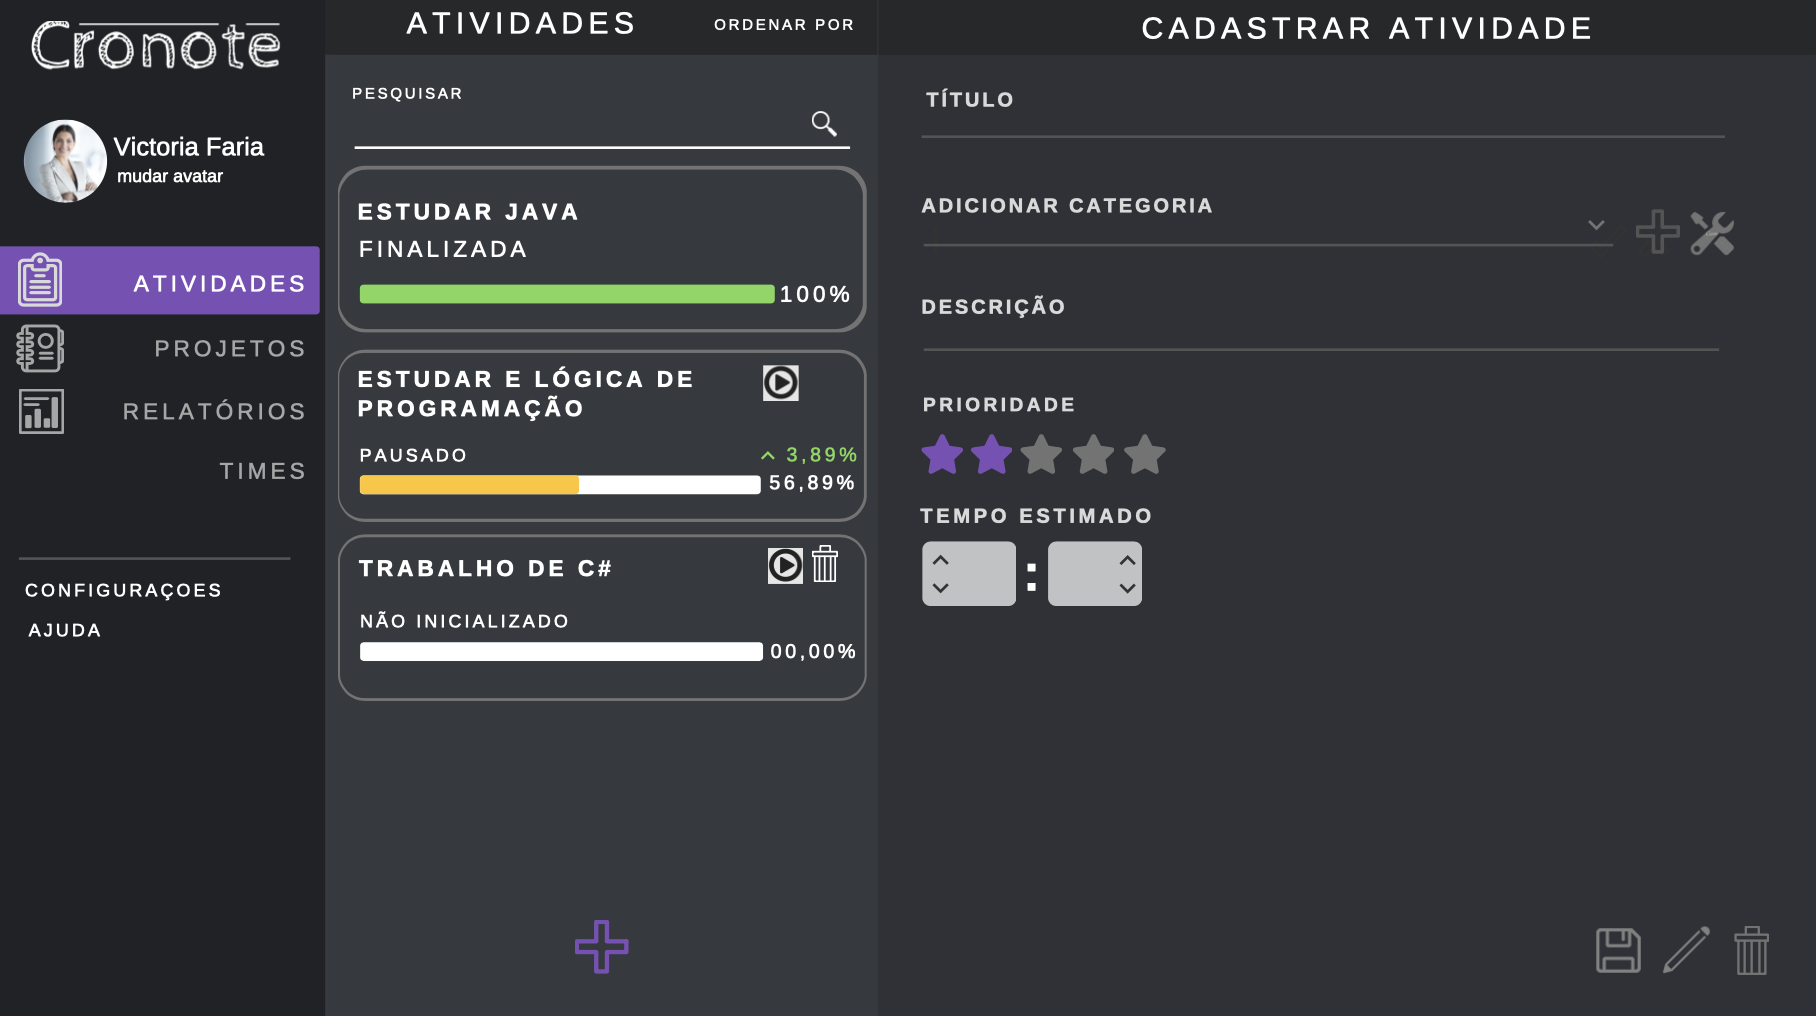 Cronote
Victoria Faria
mudar avatar
ATIVIDADES
PROJETOS
RELATÓRIOS
TIMES
CONFIGURAÇOES
AJUDA
ATIVIDADES
ORDENAR POR
PESQUISAR
ESTUDAR JAVA
FINALIZADA
100%
ESTUDAR E LÓGICA DE
PROGRAMAÇÃO
PAUSADO
3,89%
56,89%
TRABALHO DE C#
NÃO INICIALIZADO
00,00%
CADASTRAR ATIVIDADE
TÍTULO
ADICIONAR CATEGORIA
DESCRIÇÃO
PRIORIDADE
TEMPO ESTIMADO
: